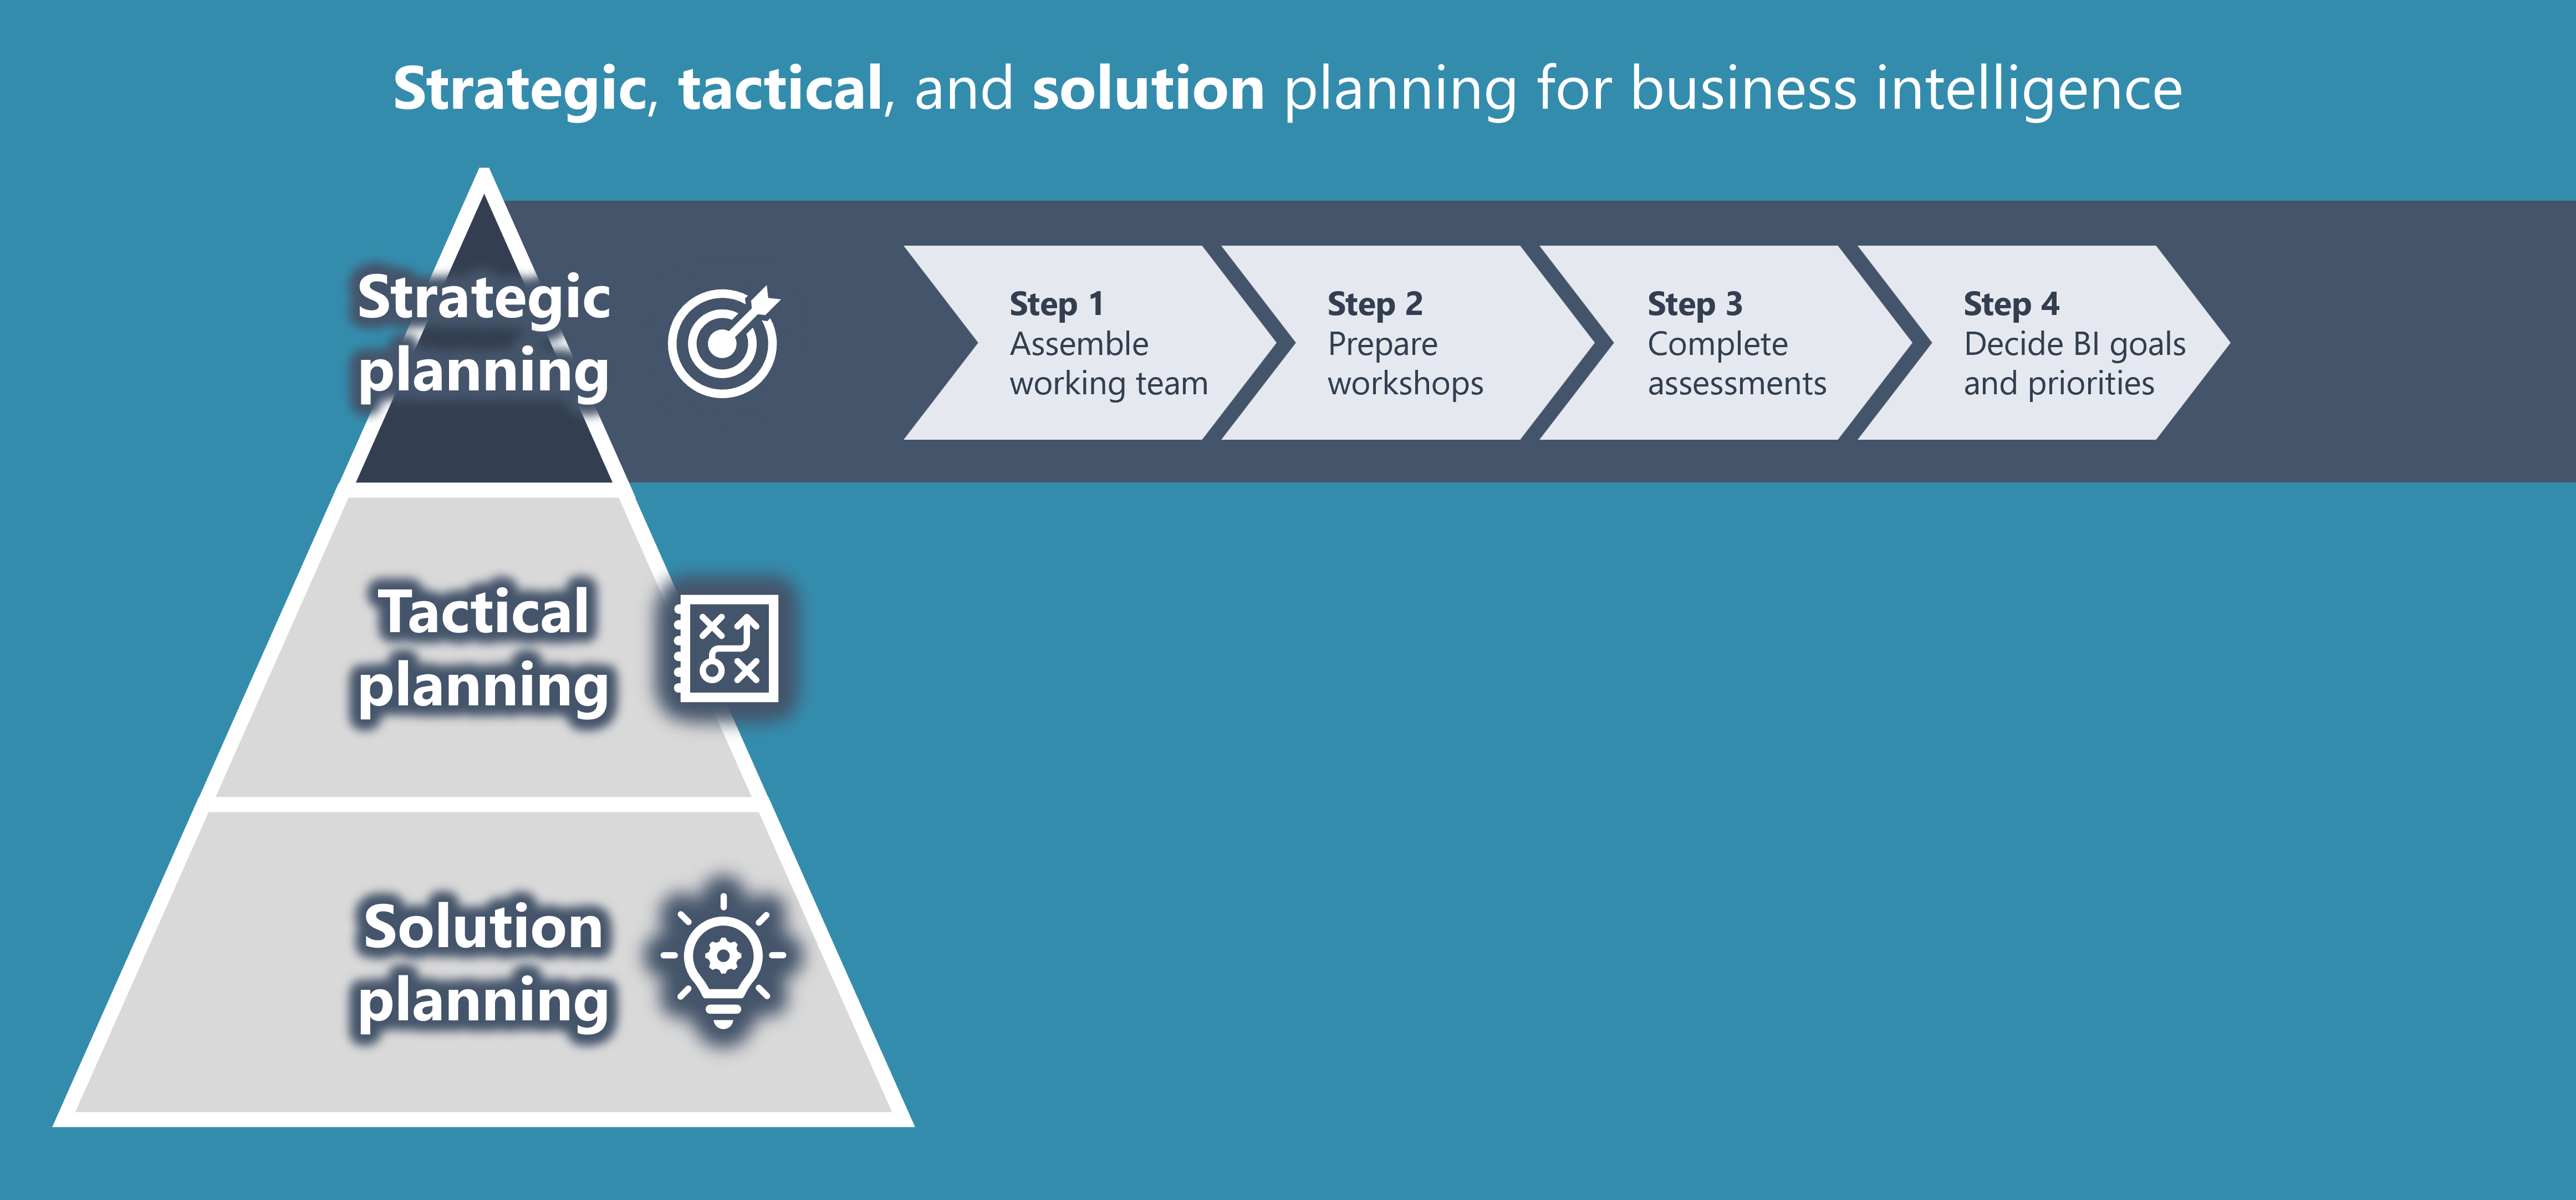 Strategic, tactical, and solution planning for business intelligence
Strategic
planning
Step 1
Assemble
working team
Step 2
Prepare
workshops
Step 3
Complete
assessments
Step 4
Decide BI goals
and priorities
Tactical
planning
Solution
planning